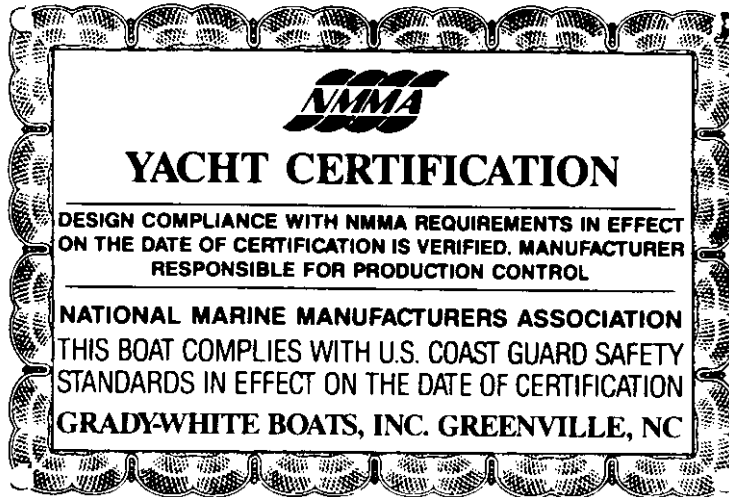 NMMA
YACHT CERTIFICATION
DESIGN COMPLIANCE WITH NMMA REQUIREMENTS IN EFFECT
ON THE DATE OF CERTIFICATION IS VERIFIED. MANUFACTURER
RESPONSIBLE FOR PRODUCTION CONTROL
NATIONAL MARINE MANUFACTURERS ASSOCIATION
THIS BOAT COMPLIES WITH U.S. COAST GUARD SAFETY
STANDARDS IN EFFECT ON THE DATE OF CERTIFICATION
GRADY-WHITE BOATS, INC. GREENVILLE, NC